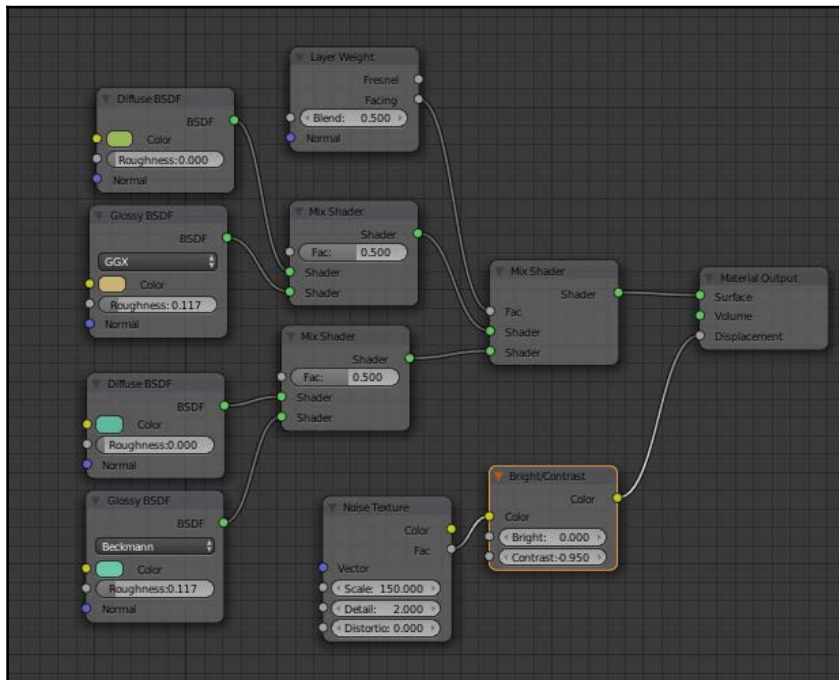 Layer Weight
Fresnel
Facing
Blend: 0.500
Normal
Diffuse BSDF
BSDF
Color
Roughness:0.000
Normal
Glossy BSDF
BSDF
GGX
Color
Roughness: 0.117
Normal
Mix Shader
Shader
Fac: 0.500
Shader
Shader
Mix Shader
Shader
Fac: 0.500
Shader
Shader
Mix Shader
Shader
Fac
Shader
Shader
Material Output
Surface
Volume
Displacement
Diffuse BSDF
BSDF
Color
Roughness:0.000
Normal
Glossy BSDF
BSDF
Beckmann
Color
Roughness:0.117
Normal
Noise Texture
Color
Fac
Vector
Scale: 150.000
Detail: 2.000
Distortio: 0.000
Bright/Contrast
Color
Color
Bright: 0.000
Contrast:-0.950